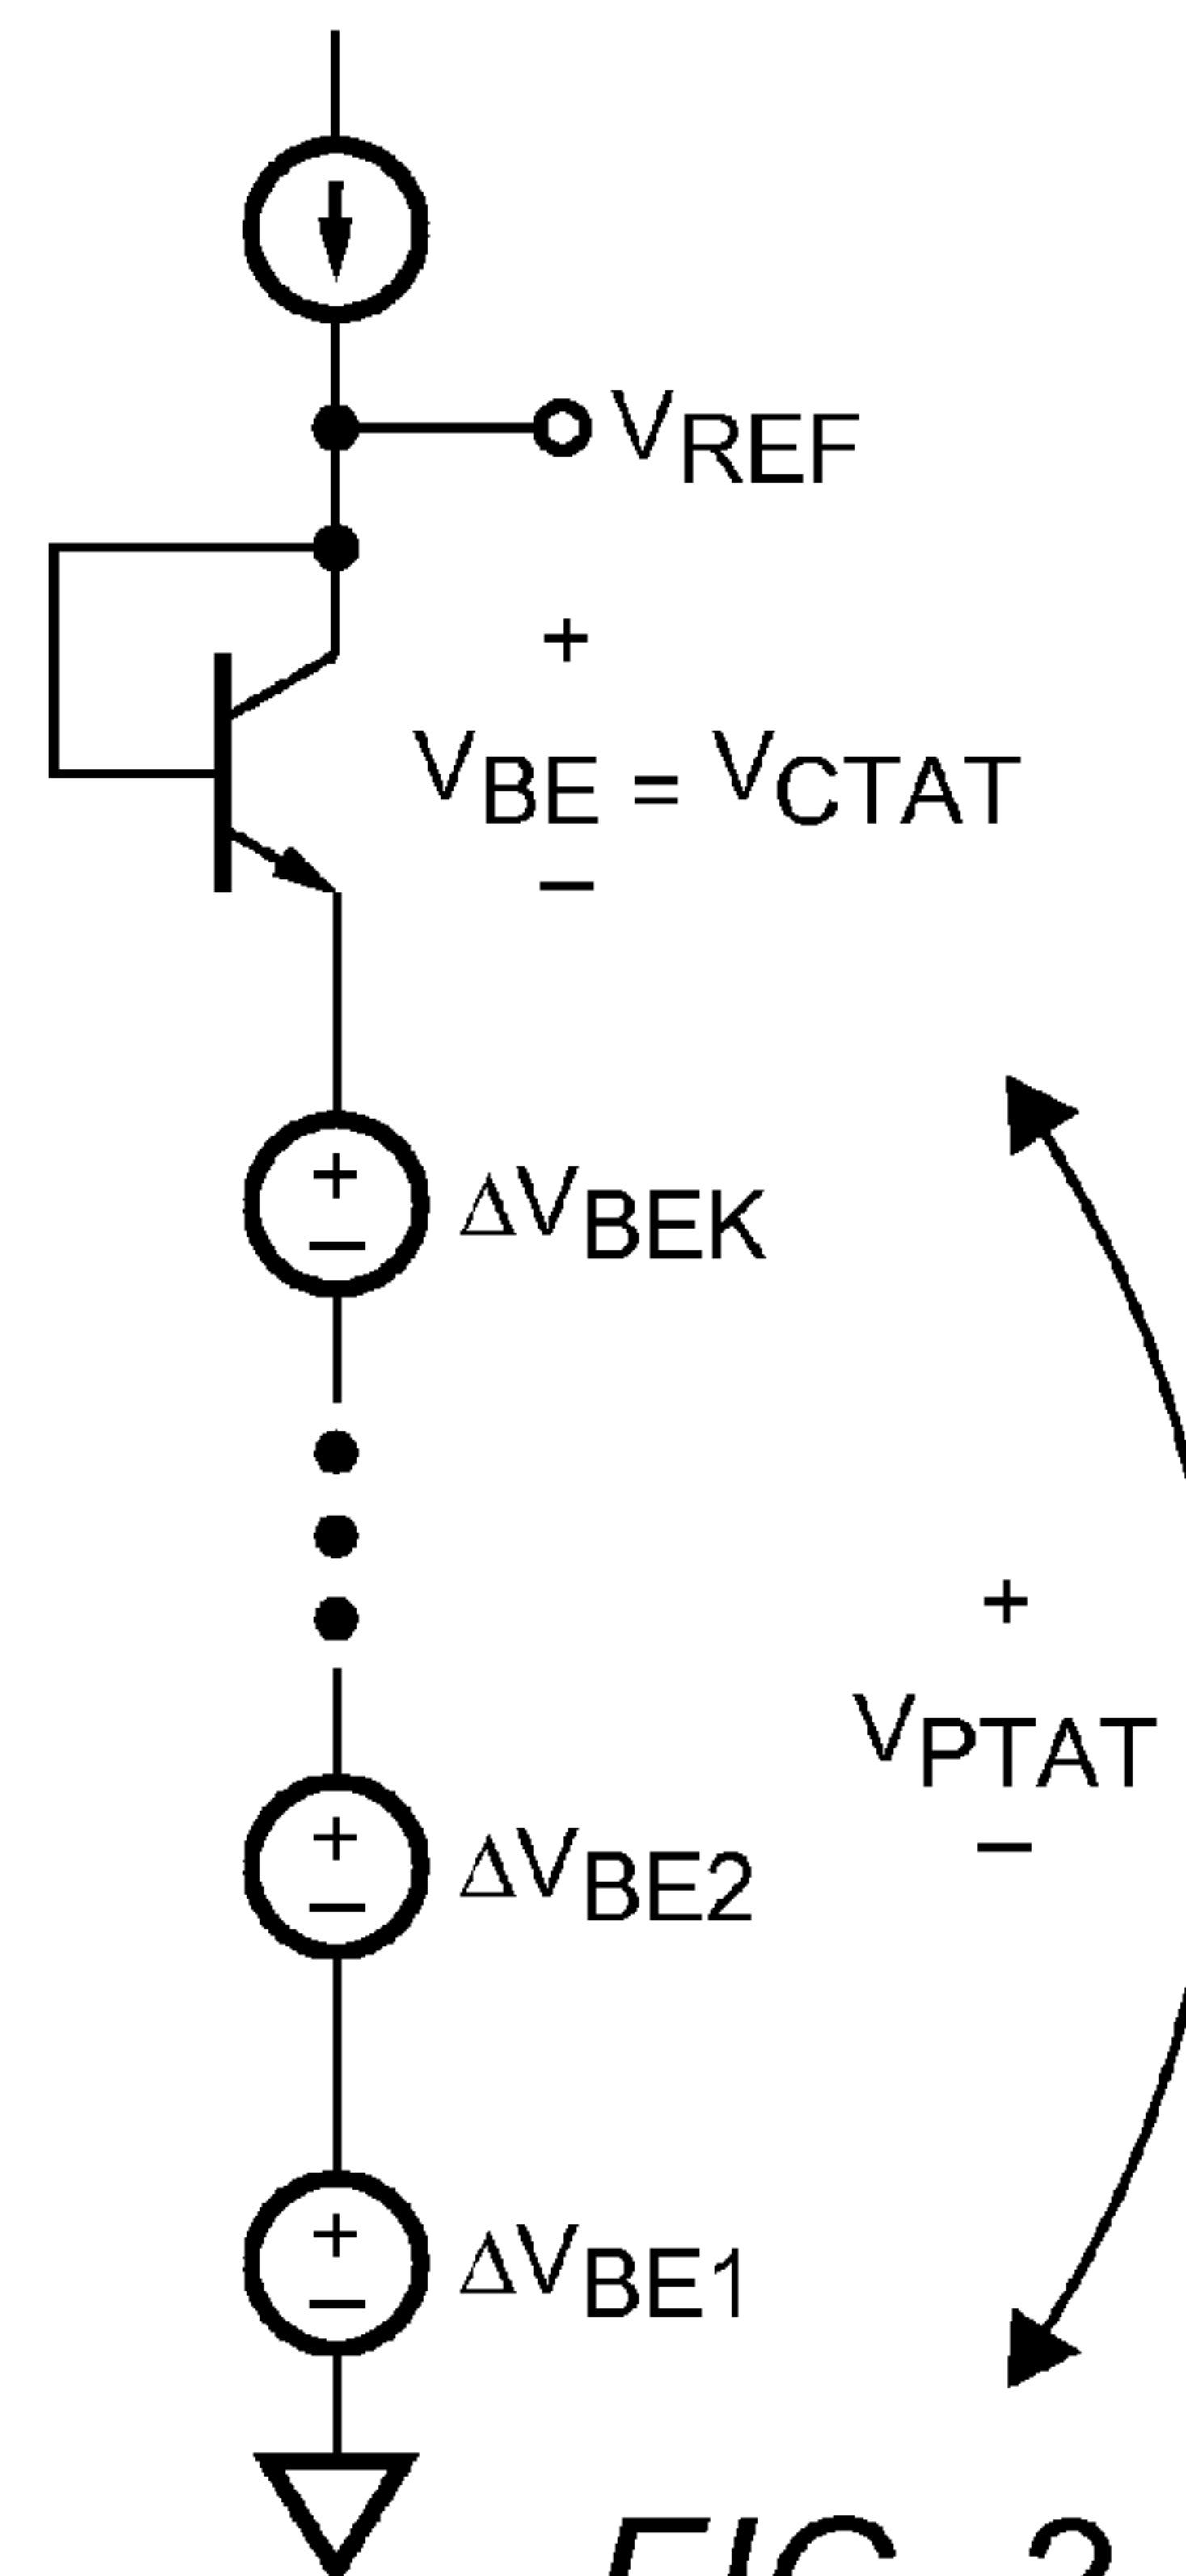 VREF
+
VBE = VCTAT
−
+
−
ΔVBEK
+
VPTAT
−
+
−
ΔVBE2
+
−
ΔVBE1